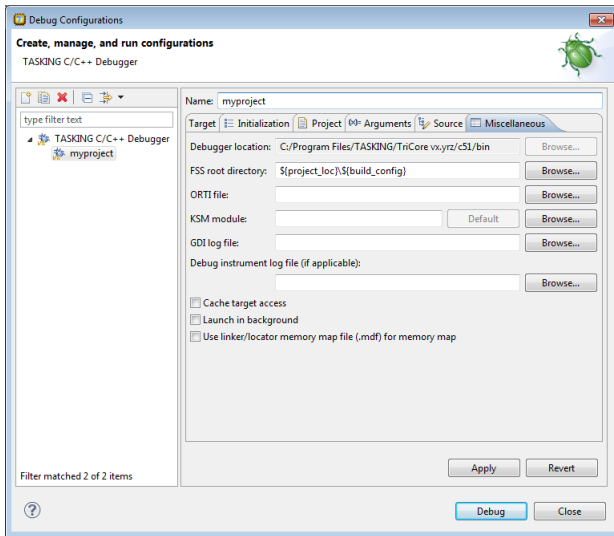 Debug Configurations
Create, manage, and run configurations
TASKING C/C++ Debugger
type filter text
TASKING C/C++ Debugger
myproject
Filter matched 2 of 2 items
Name: myproject
Target Initialization Project (x)= Arguments Source Miscellaneous
Debugger location: C:/Program Files/TASKING/TriCore vx.yrz/c51/bin Browse...
FSS root directory: ${project_loc}\${build_config} Browse...
ORTI file: Browse...
KSM module: Default Browse...
GDI log file: Browse...
Debug instrument log file (if applicable):
Browse...
Cache target access
Launch in background
Use linker/locator memory map file (.mdf) for memory map
Apply Revert
? Debug Close